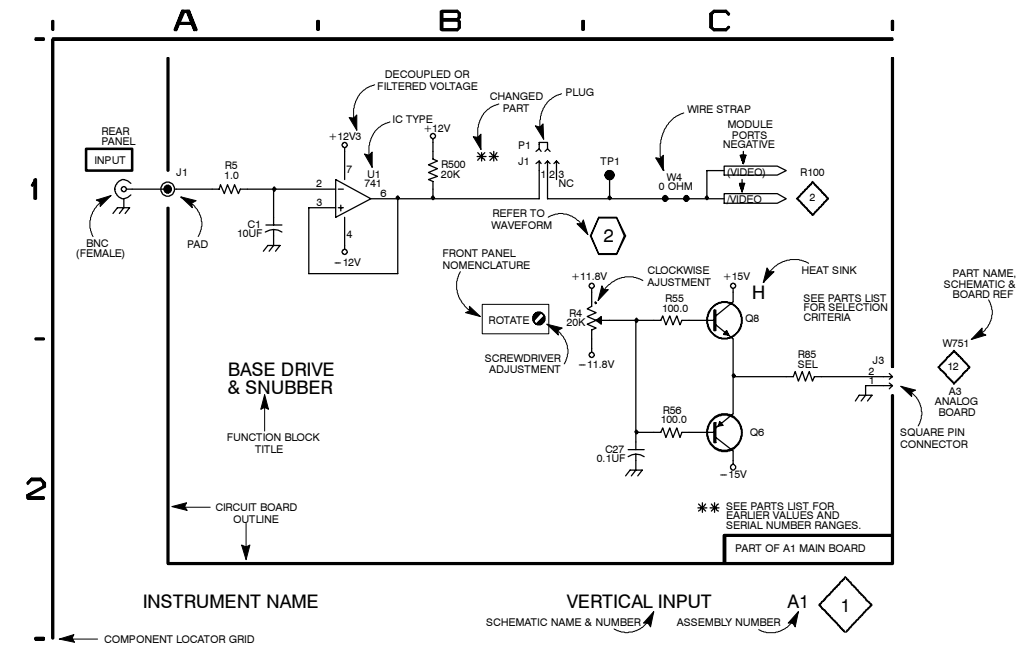 A B C
DECOUPLED OR
FILTERED VOLTAGE
CHANGED
PART
PLUG
IC TYPE
WIRE STRAP
MODULE
PORTS
NEGATIVE
REAR
PANEL
INPUT
+12V3
+12V
**
P1
J1
1 2 3
NC
TP1
W4
0 OHM
(VIDEO)
/VIDEO
R100
2
1
J1
R5
1.0
7
U1
741
R500
20K
2
3
6
4
−12V
C1
10UF
BNC
(FEMALE)
PAD
REFER TO
WAVEFORM
2
FRONT PANEL
NOMENCLATURE
+11.8V
CLOCKWISE
AJUSTMENT
+15V
H
HEAT SINK
PART NAME,
SCHEMATIC &
BOARD REF
ROTATE
R4
20K
R55
100.0
Q8
SEE PARTS LIST
FOR SELECTION
CRITERIA
SCREWDRIVER
ADJUSTMENT
−11.8V
R85
SEL
J3
2
1
W751
12
A3
ANALOG
BOARD
BASE DRIVE
& SNUBBER
FUNCTION BLOCK
TITLE
R56
100.0
Q6
C27
0.1UF
−15V
SQUARE PIN
CONNECTOR
2
CIRCUIT BOARD
OUTLINE
** SEE PARTS LIST FOR
EARLIER VALUES AND
SERIAL NUMBER RANGES.
PART OF A1 MAIN BOARD
INSTRUMENT NAME
VERTICAL INPUT A1 1
SCHEMATIC NAME & NUMBER ASSEMBLY NUMBER
COMPONENT LOCATOR GRID